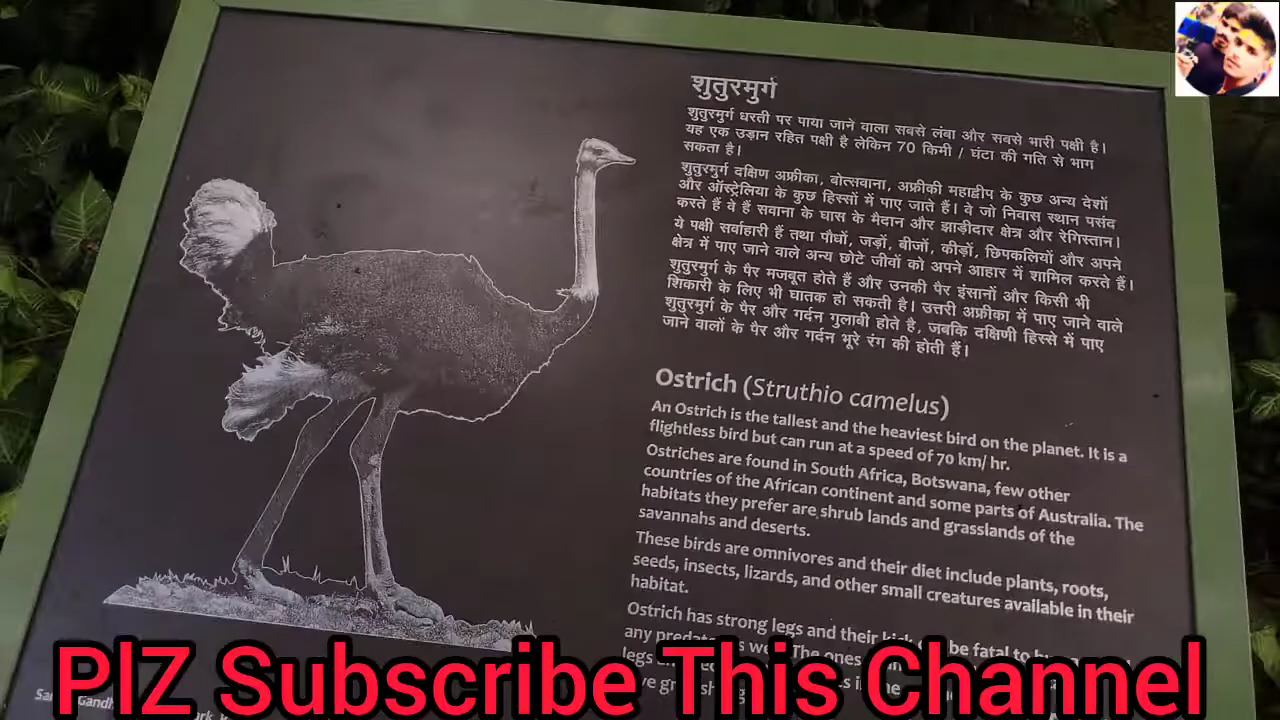 शुतुरमुर्ग
शुतुरमुर्ग धरती पर पाया जाने वाला सबसे लंबा और सबसे भारी पक्षी है।
यह एक उड़ान रहित पक्षी है लेकिन 70 किमी / घंटा की गति से भाग
सकता है।
शुतुरमुर्ग दक्षिण अफ्रीका, बोत्सवाना, अफ्रीकी महाद्वीप के कुछ अन्य देशों
और ऑस्ट्रेलिया के कुछ हिस्सों में पाए जाते हैं। वे जो निवास स्थान पसंद
करते हैं वे हैं सवाना के घास के मैदान और झाड़ीदार क्षेत्र और रेगिस्तान।
ये पक्षी सर्वाहारी हैं तथा पौधों, जड़ों, बीजों, कीड़ों, छिपकलियों और अपने
क्षेत्र में पाए जाने वाले अन्य छोटे जीवों को अपने आहार में शामिल करते हैं।
शुतुरमुर्ग के पैर मजबूत होते हैं और उनकी पैर इंसानों और किसी भी
शिकारी के लिए भी घातक हो सकती है। उत्तरी अफ्रीका में पाए जाने वाले
शुतुरमुर्ग के पैर और गर्दन गुलाबी होते है, जबकि दक्षिणी हिस्से में पाए
जाने वालों के पैर और गर्दन भूरे रंग की होती हैं।
Ostrich (Struthio camelus)
An Ostrich is the tallest and the heaviest bird on the planet. It is a
flightless bird but can run at a speed of 70 km/ hr.
Ostriches are found in South Africa, Botswana, few other
countries of the African continent and some parts of Australia. The
habitats they prefer are shrub lands and grasslands of the
savannahs and deserts.
These birds are omnivores and their diet include plants, roots,
seeds, insects, lizards, and other small creatures available in their
habitat.
Ostrich has strong legs and their kick can be fatal to
any The ones
legs
PlZ Subscribe This Channel